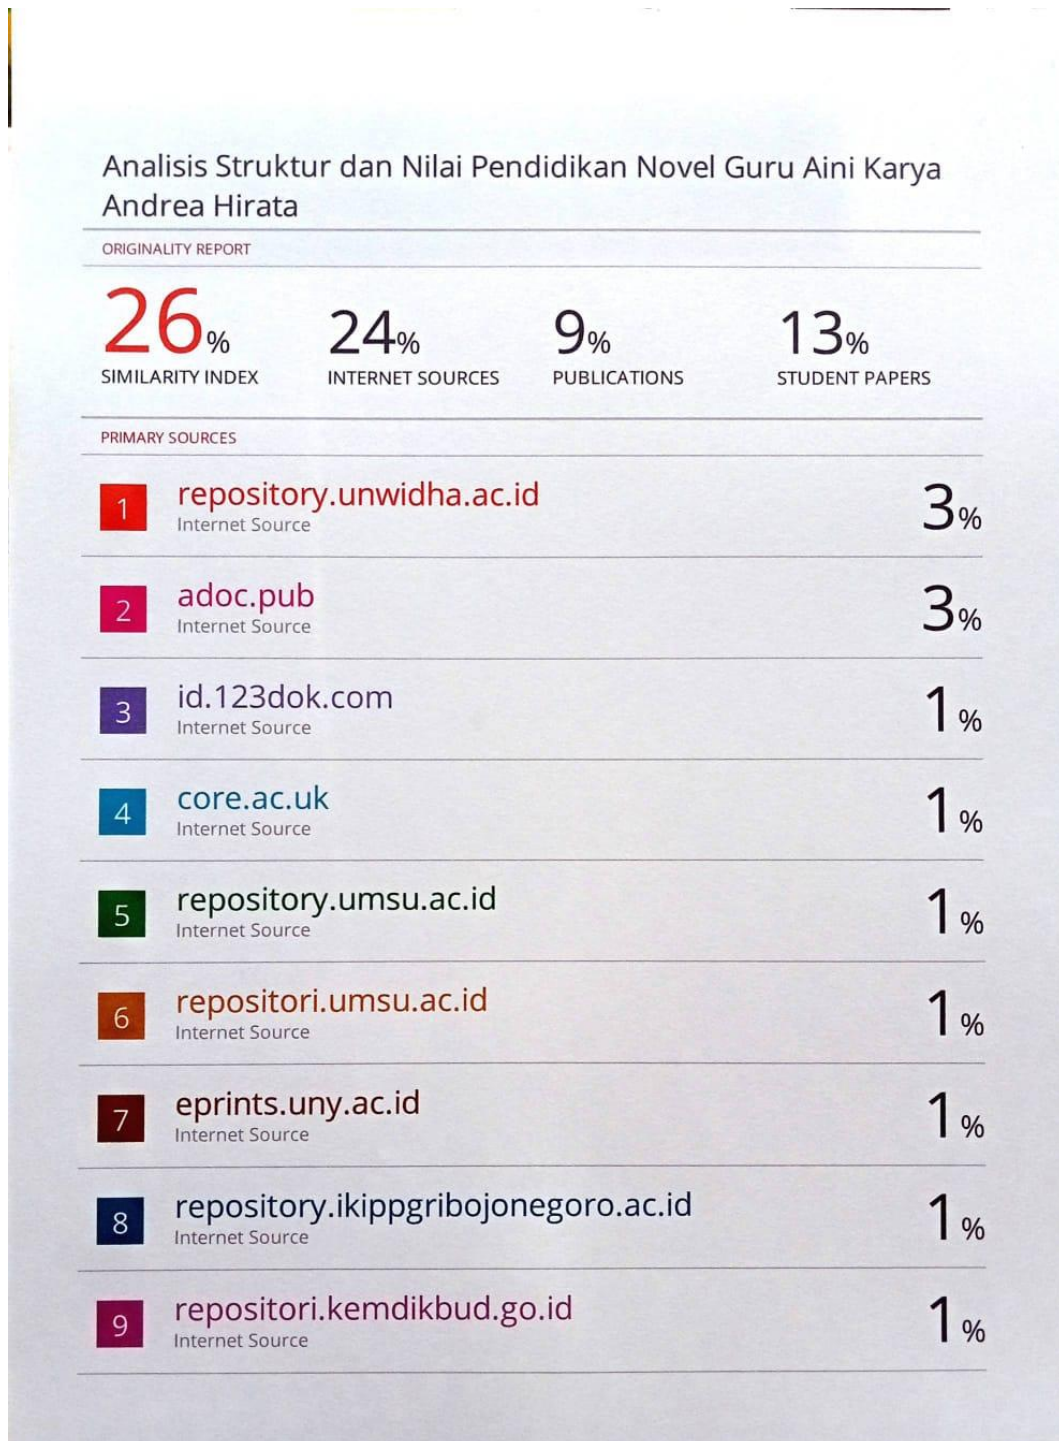 Analisis Struktur dan Nilai Pendidikan Novel Guru Aini Karya
Andrea Hirata
ORIGINALITY REPORT
26% 24% 9% 13%
SIMILARITY INDEX INTERNET SOURCES PUBLICATIONS STUDENT PAPERS
PRIMARY SOURCES
1 repository.unwidha.ac.id 3%
Internet Source
2 adoc.pub 3%
Internet Source
3 id.123dok.com 1%
Internet Source
4 core.ac.uk 1%
Internet Source
5 repository.umsu.ac.id 1%
Internet Source
6 repositori.umsu.ac.id 1%
Internet Source
7 eprints.uny.ac.id 1%
Internet Source
8 repository.ikippgribojonegoro.ac.id 1%
Internet Source
9 repositori.kemdikbud.go.id 1%
Internet Source